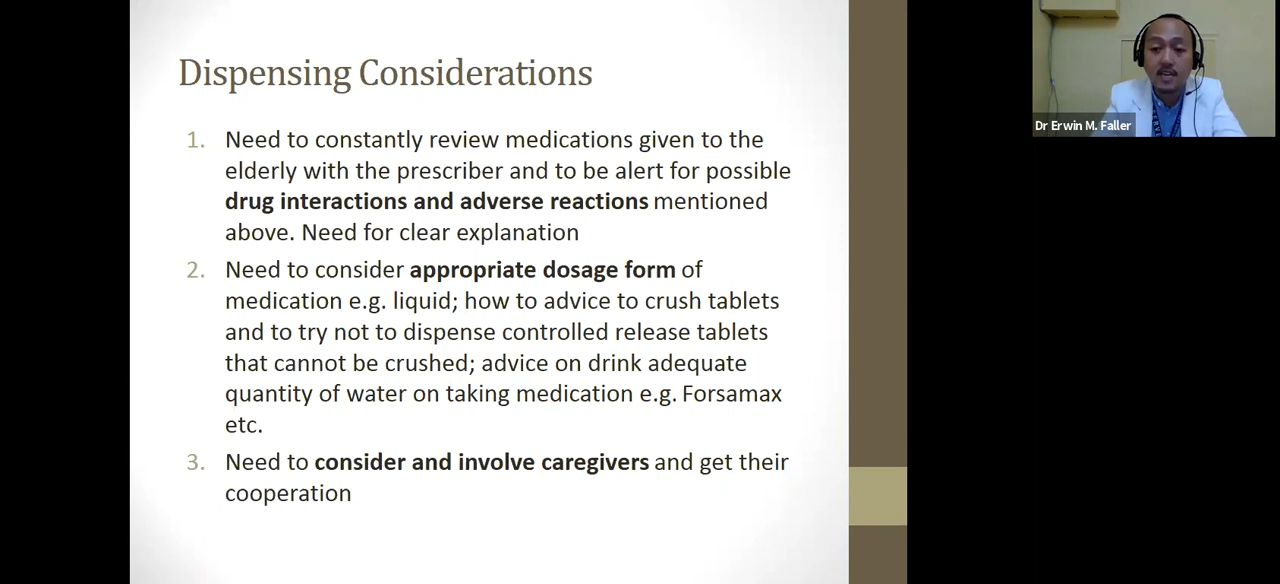 Dispensing Considerations
1. Need to constantly review medications given to the
elderly with the prescriber and to be alert for possible
drug interactions and adverse reactions mentioned
above. Need for clear explanation
2. Need to consider appropriate dosage form of
medication e.g. liquid; how to advice to crush tablets
and to try not to dispense controlled release tablets
that cannot be crushed; advice on drink adequate
quantity of water on taking medication e.g. Forsamax
etc.
3. Need to consider and involve caregivers and get their
cooperation
Dr Erwin M. Faller